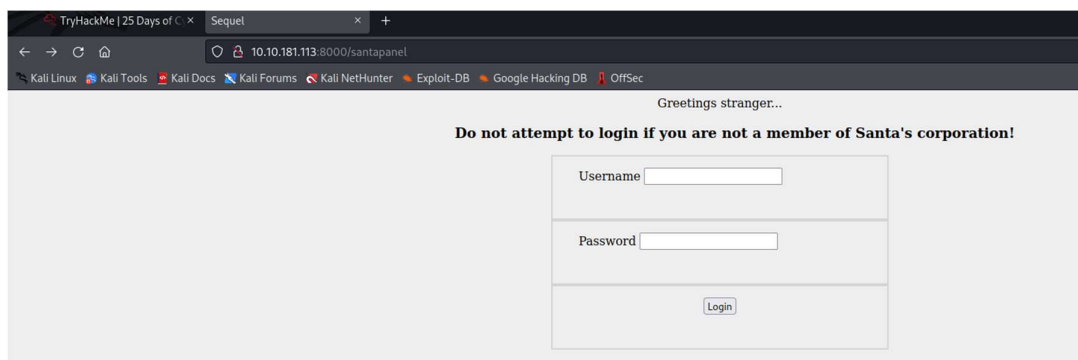 TryHackMe | 25 Days of C
Sequel
10.10.181.113:8000/santapanel
Kali Linux Kali Tools Kali Docs Kali Forums Kali NetHunter Exploit-DB Google Hacking DB OffSec
Greetings stranger...
Do not attempt to login if you are not a member of Santa's corporation!
Username
Password
Login